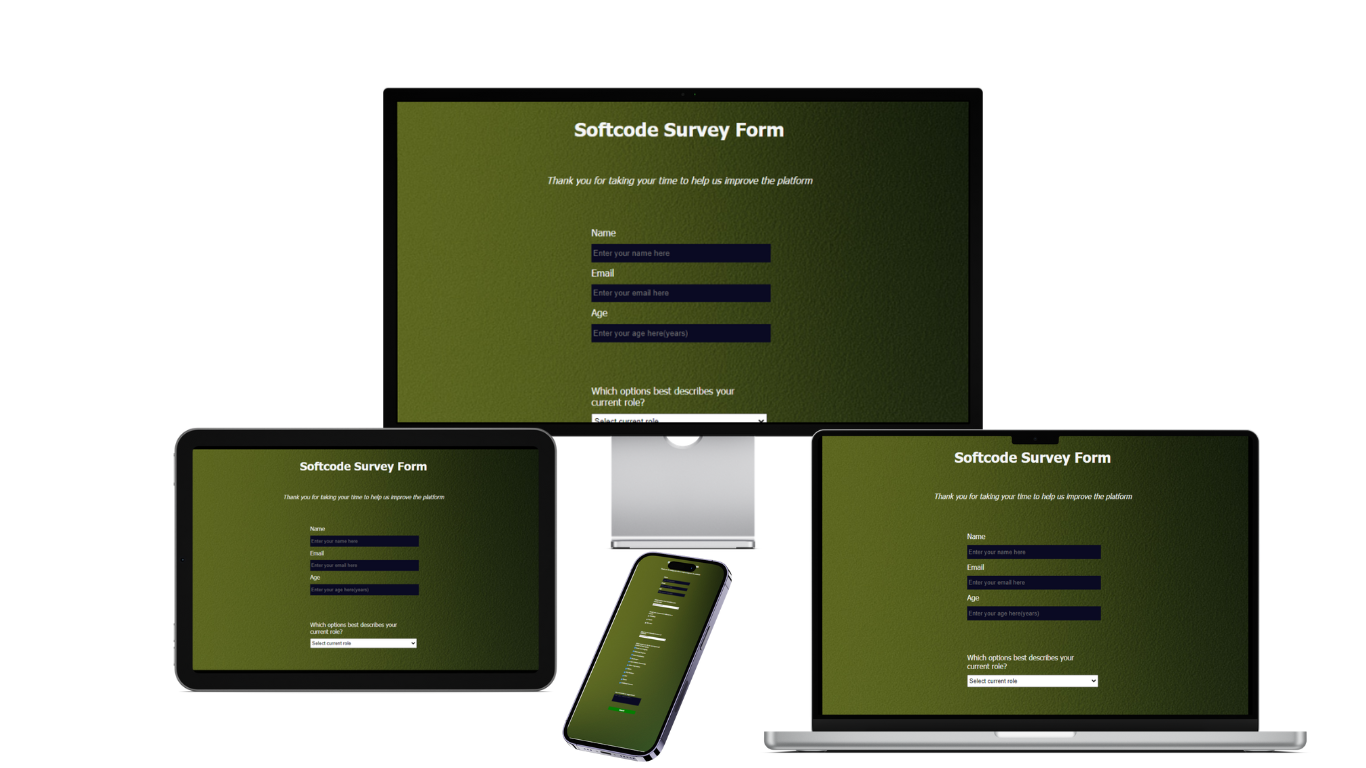 Softcode Survey Form
Thank you for taking your time to help us improve the platform
Name
Enter your name here
Email
Enter your email here
Age
Enter your age here(years)
Which options best describes your
current role?
Select current role
Softcode Survey Form
Thank you for taking your time to help us improve the platform
Name
Enter your name here
Email
Enter your email here
Age
Enter your age here(years)
Which options best describes your
current role?
Select current role
Softcode Survey Form
Thank you for taking your time to help us improve the platform
Name
Enter your name here
Email
Enter your email here
Age
Enter your age here(years)
Which options best describes your
current role?
Select current role